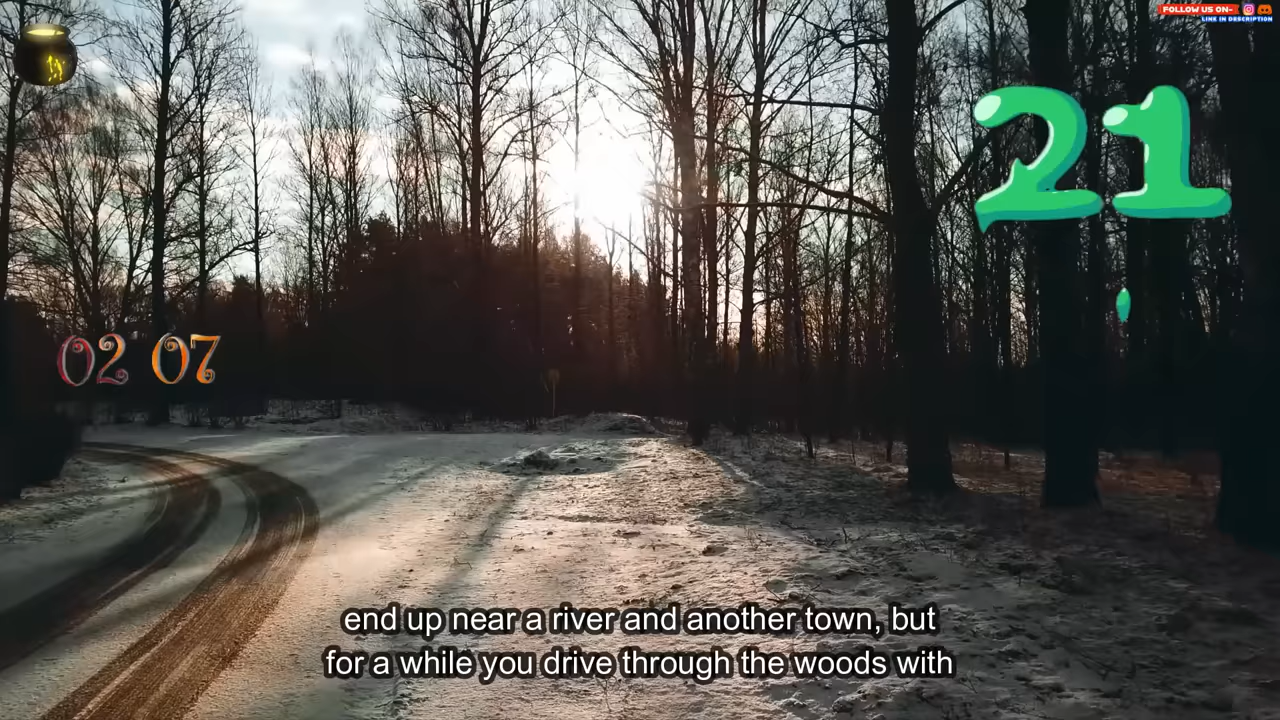 FOLLOW US ON-
LINK IN DESCRIPTION
21
02 07
end up near a river and another town, but
for a while you drive through the woods with